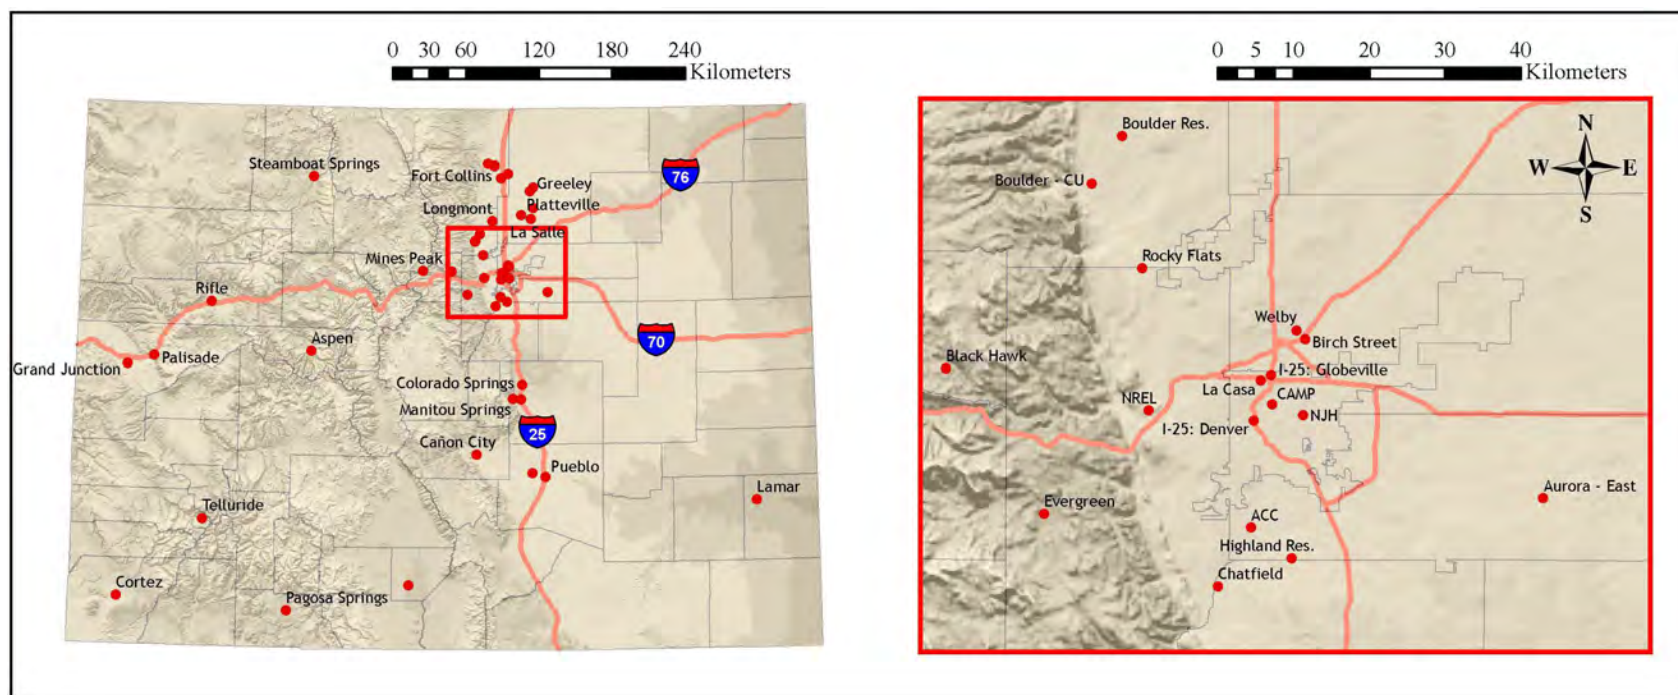 0 30 60 120 180 240
Kilometers
Steamboat Springs
76
Fort Collins
Greeley
Longmont
Platteville
La Salle
Mines Peak
Rifle
Aspen
70
Palisade
Grand Junction
Colorado Springs
Manitou Springs
25
Cañon City
Pueblo
Lamar
Telluride
Cortez
Pagosa Springs
0 5 10 20 30 40
Kilometers
Boulder Res.
N
W E
S
Boulder - CU
Rocky Flats
Welby
Birch Street
Black Hawk
I-25: Globeville
La Casa
NREL
CAMP
NJH
I-25: Denver
Aurora - East
Evergreen
ACC
Highland Res.
Chatfield